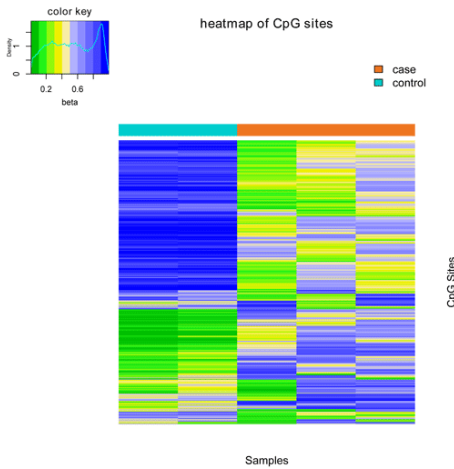 color key
heatmap of CpG sites
Density
0 1
0.2 0.6
beta
case
control
CpG Sites
Samples